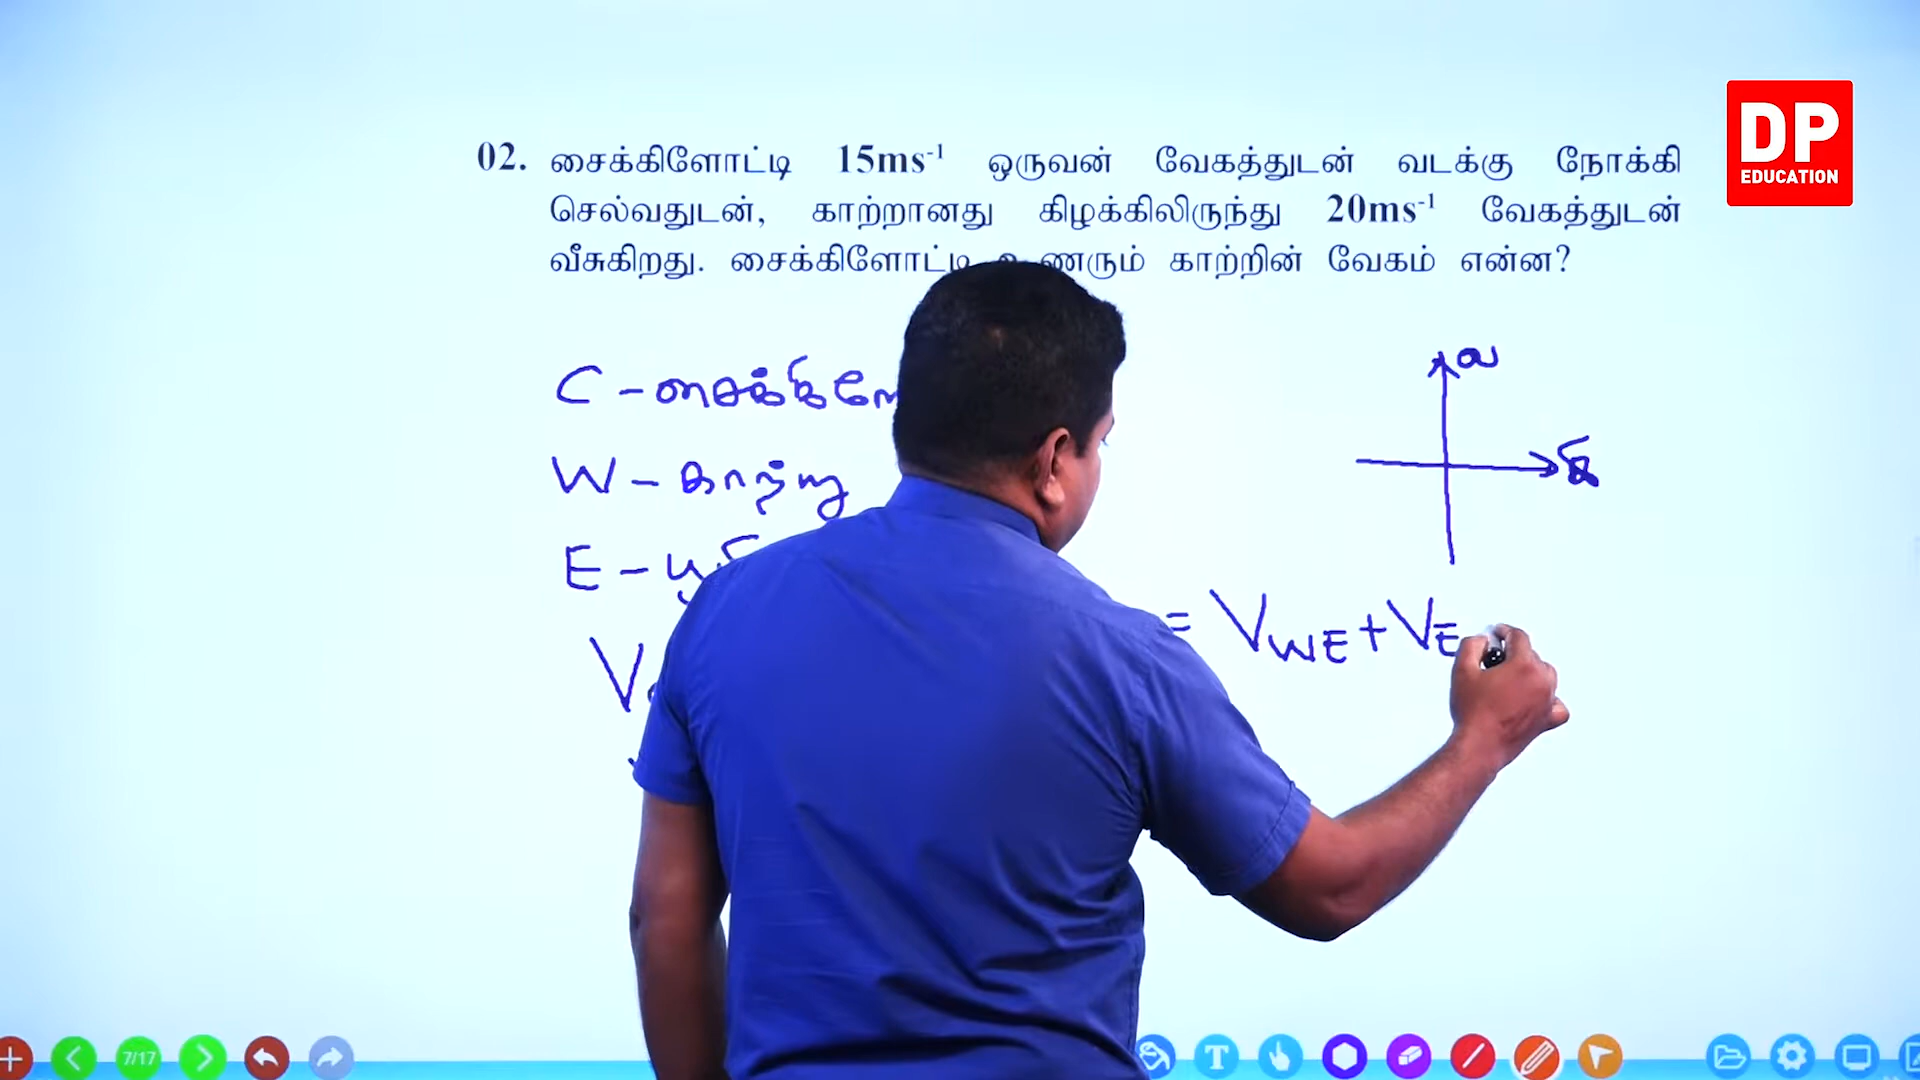 DP
EDUCATION
02. சைக்கிளோட்டி 15ms⁻¹ ஒருவன் வேகத்துடன் வடக்கு நோக்கி
செல்வதுடன், காற்றானது கிழக்கிலிருந்து 20ms⁻¹ வேகத்துடன்
வீசுகிறது. சைக்கிளோட்டி உணரும் காற்றின் வேகம் என்ன?
C -
வ
W - காற்று
E -
V = V_WE + V_E
7/17
T